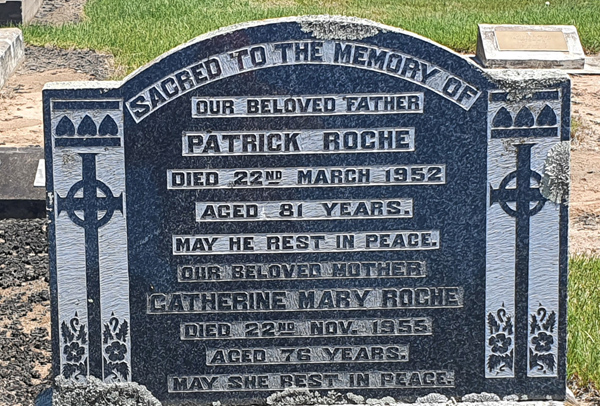 SACRED TO THE MEMORY OF
OUR BELOVED FATHER
PATRICK ROCHE
DIED 22ND MARCH 1952
AGED 81 YEARS.
MAY HE REST IN PEACE.
OUR BELOVED MOTHER
CATHERINE MARY ROCHE
DIED 22ND NOV. 1955
AGED 76 YEARS.
MAY SHE REST IN PEACE.